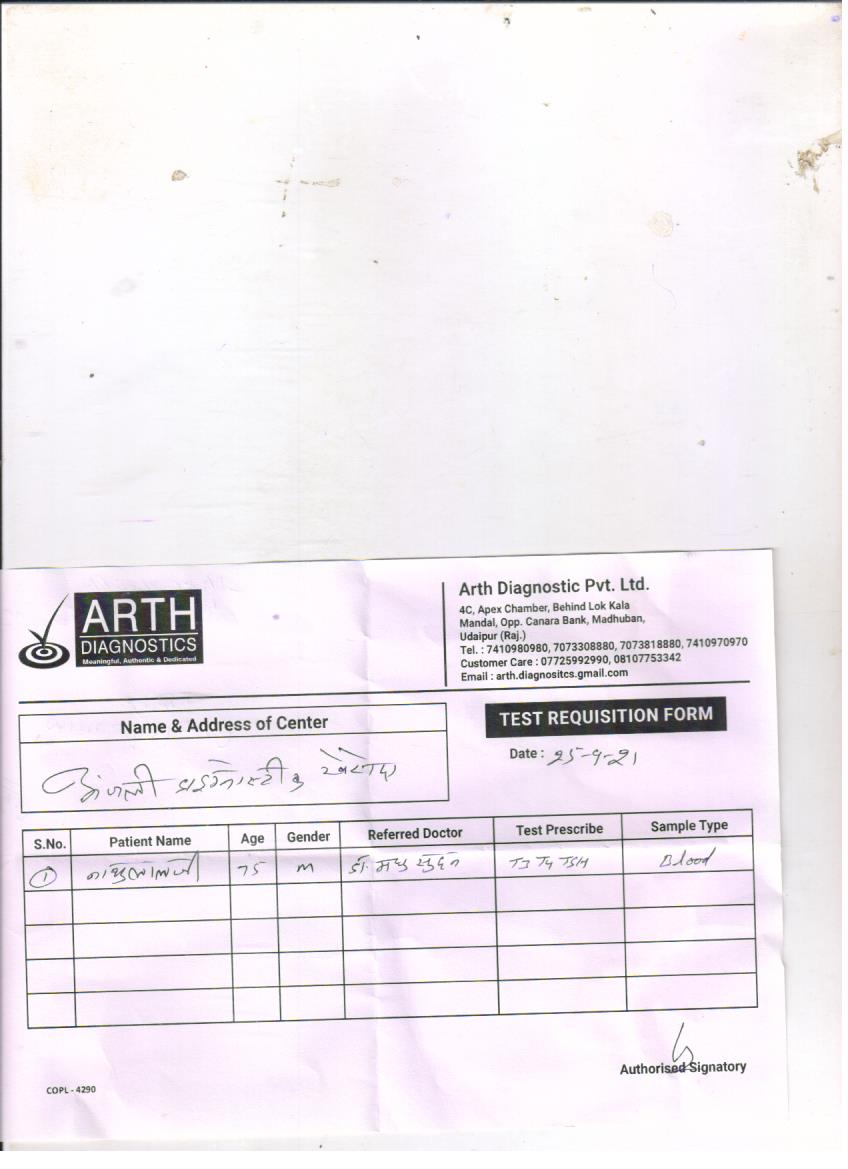 ARTH
DIAGNOSTICS
Meaningful, Authentic & Dedicated
Arth Diagnostic Pvt. Ltd.
4C, Apex Chamber, Behind Lok Kala
Mandal, Opp. Canara Bank, Madhuban,
Udaipur (Raj.)
Tel. : 7410980980, 7073308880, 7073818880, 7410970970
Customer Care : 07725992990, 08107753342
Email : arth.diagnositcs.gmail.com
Name & Address of Center
TEST REQUISITION FORM
Date : 25-9-21
डाइग्नोस्टीक
S.No. Patient Name Age Gender Referred Doctor Test Prescribe Sample Type
1 75 M डॉ. मधु सुदन T3 T4 TSH Blood
Authorised Signatory
COPL - 4290